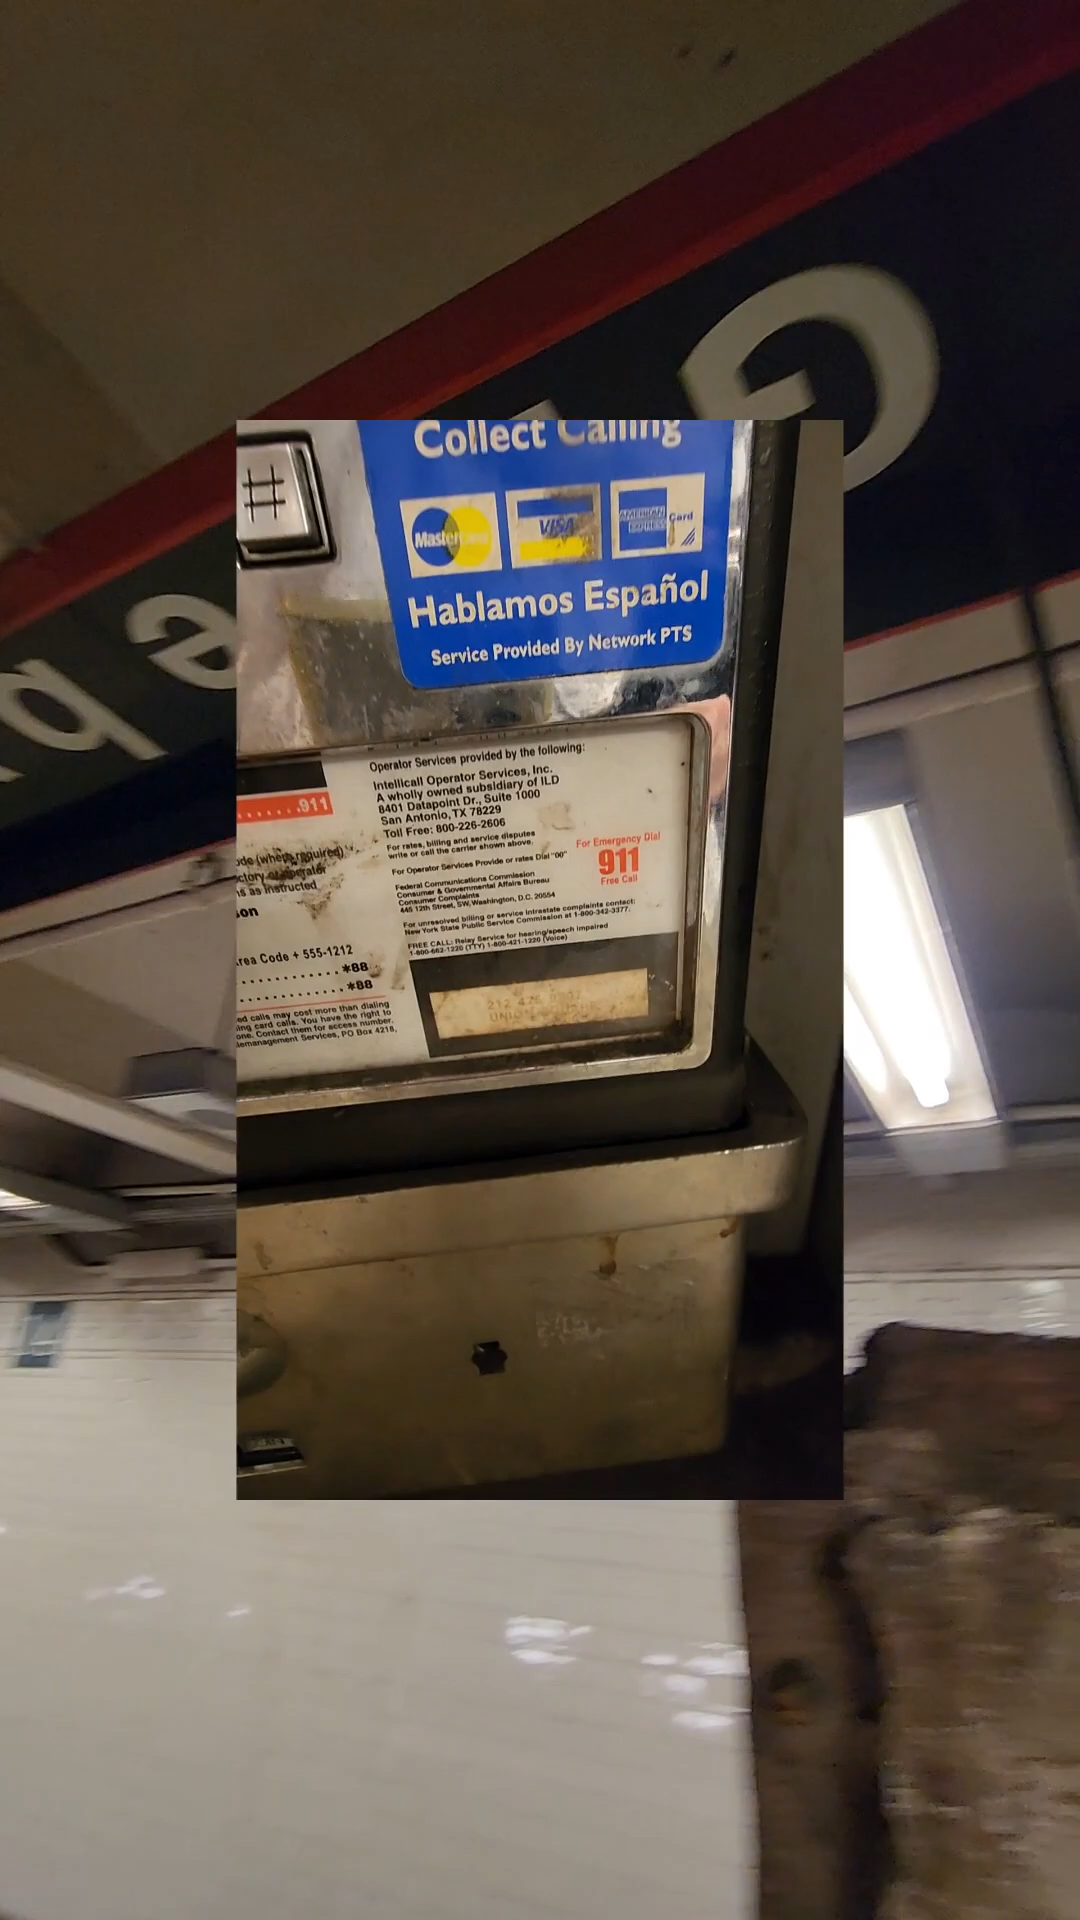 G
Collect Calling
#
MasterCard
VISA
AMERICAN EXPRESS Card
Hablamos Español
Service Provided By Network PTS
Operator Services provided by the following:
Intellicall Operator Services, Inc.
A wholly owned subsidiary of ILD
8401 Datapoint Dr., Suite 1000
San Antonio, TX 78229
Toll Free: 800-226-2606
For rates, billing and service disputes
write or call the carrier shown above.
For Operator Services Provide or rates Dial "00"
Federal Communications Commission
Consumer & Governmental Affairs Bureau
Consumer Complaints
445 12th Street, SW, Washington, D.C. 20554
For unresolved billing or service intrastate complaints contact:
New York State Public Service Commission at 1-800-342-3377.
FREE CALL: Relay Service for hearing/speech impaired
1-800-662-1220 (TTY) 1-800-421-1220 (Voice)
For Emergency Dial
911
Free Call
.......911
(where required)
operator
as instructed
Code + 555-1212
............*88
............*88
calls may cost more than dialing
card calls. You have the right to
Contact them for access number.
Services, PO Box 4218,
212